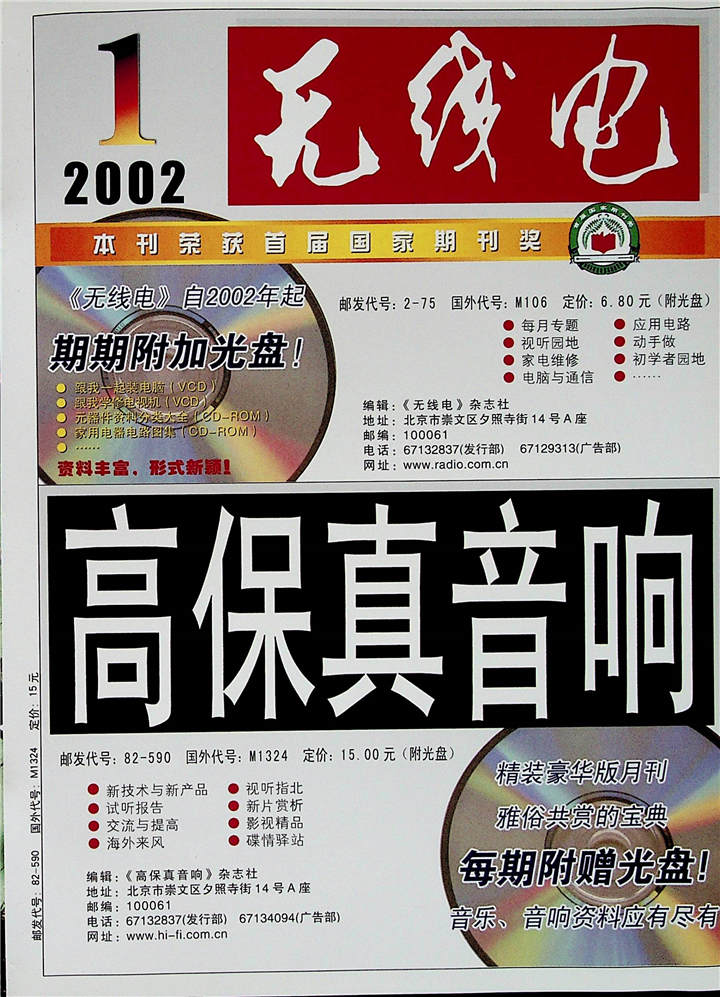 1
2002
无线电
本刊荣获首届国家期刊奖
《无线电》自2002年起
期期附加光盘!
跟我一起装电脑(VCD)
跟我学修电视机(VCD)
元器件资料分类大全(CD-ROM)
家用电器电路图集(CD-ROM)
……
资料丰富，形式新颖!
邮发代号: 2-75 国外代号: M106 定价: 6.80元(附光盘)
每月专题
视听园地
家电维修
电脑与通信
应用电路
动手做
初学者园地
……
编辑:《无线电》杂志社
地址: 北京市崇文区夕照寺街14号A座
邮编: 100061
电话: 67132837(发行部) 67129313(广告部)
网址: www.radio.com.cn
高保真音响
邮发代号: 82-590 国外代号: M1324 定价: 15.00元(附光盘)
新技术与新产品
试听报告
交流与提高
海外来风
视听指北
新片赏析
影视精品
碟情驿站
编辑:《高保真音响》杂志社
地址: 北京市崇文区夕照寺街14号A座
邮编: 100061
电话: 67132837(发行部) 67134094(广告部)
网址: www.hi-fi.com.cn
精装豪华版月刊
雅俗共赏的宝典
每期附赠光盘!
音乐、音响资料应有尽有
邮发代号: 82-590 国外代号: M1324 定价: 15元